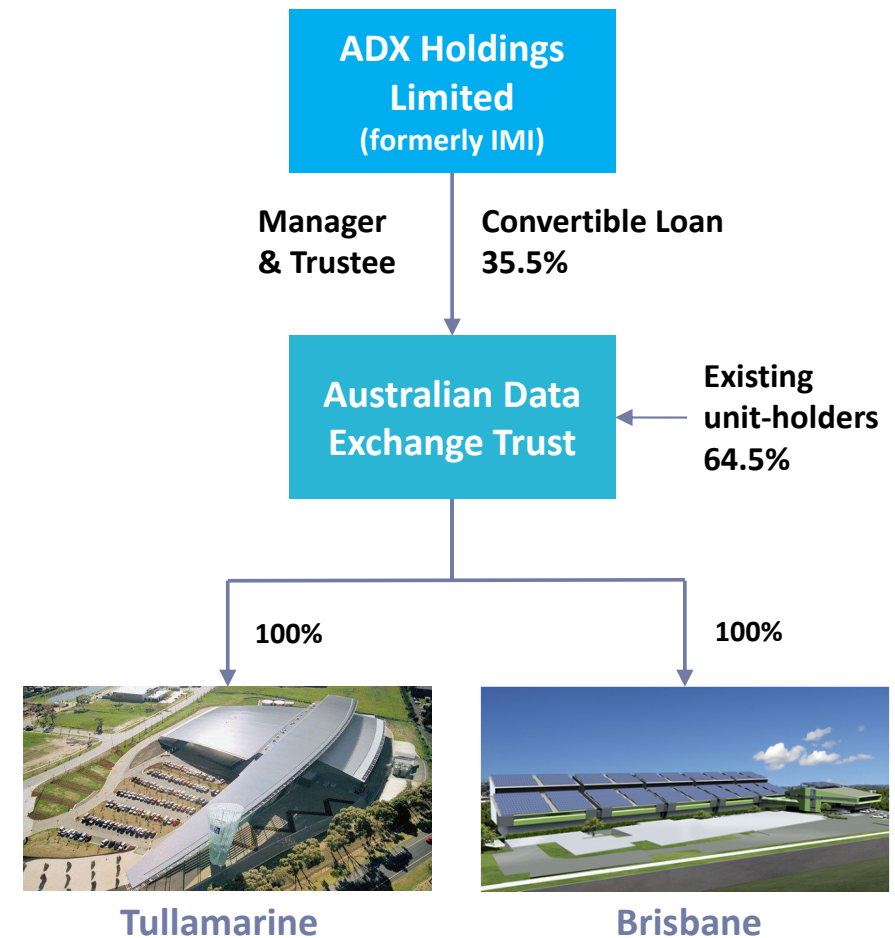 ADX Holdings
Limited
(formerly IMI)
Manager
& Trustee
Convertible Loan
35.5%
Australian Data
Exchange Trust
Existing
unit-holders
64.5%
100%
100%
Tullamarine
Brisbane